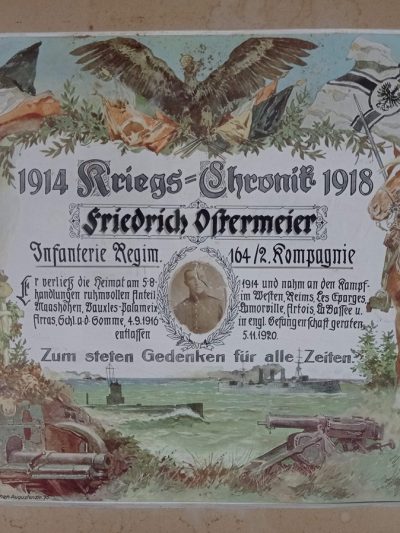 1914 Kriegs=Chronik 1918
Friedrich Ostermeier
Infanterie Regim. 164/2. Kompagnie
Er verließ die Heimat am 5.8. 1914 und nahm an den Kampf-
handlungen ruhmvollen Anteil im Westen, Reims, Les Eparges,
Maashöhen, Vauxles-Palameix Lamorville, Artois, La Bassee u.
Arras, Schl.a.d.Somme, 4.9.1916 in engl. Gefangenschaft geraten,
entlassen 5.11.1920.
Zum steten Gedenken für alle Zeiten.